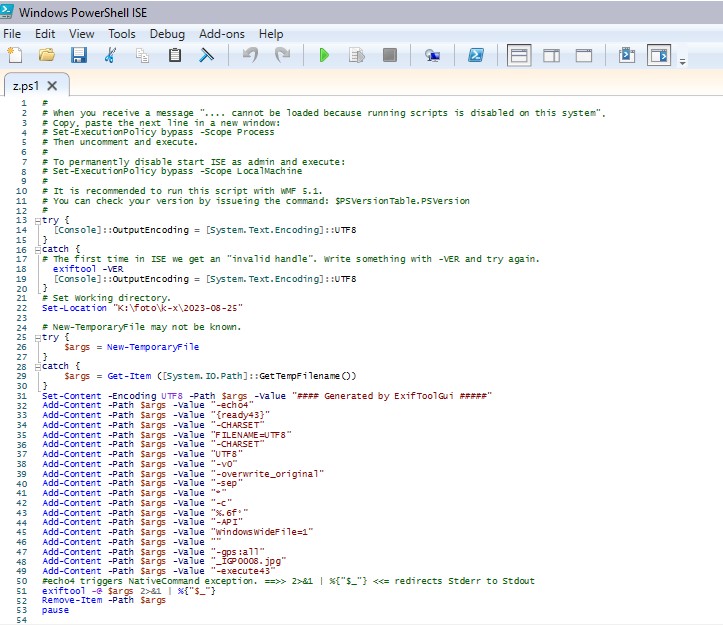 Windows PowerShell ISE
File Edit View Tools Debug Add-ons Help
z.ps1
1 #
2 # When you receive a message ".... cannot be loaded because running scripts is disabled on this system",
3 # Copy, paste the next line in a new window:
4 # Set-ExecutionPolicy bypass -Scope Process
5 # Then uncomment and execute.
6 #
7 # To permanently disable start ISE as admin and execute:
8 # Set-ExecutionPolicy bypass -Scope LocalMachine
9 #
10 # It is recommended to run this script with WMF 5.1.
11 # You can check your version by issueing the command: $PSVersionTable.PSVersion
12 #
13 try {
14 [Console]::OutputEncoding = [System.Text.Encoding]::UTF8
15 }
16 catch {
17 # The first time in ISE we get an "invalid handle". Write something with -VER and try again.
18 exiftool -VER
19 [Console]::OutputEncoding = [System.Text.Encoding]::UTF8
20 }
21 # Set Working directory.
22 Set-Location "K:\foto\k-x\2023-08-25"
23
24 # New-TemporaryFile may not be known.
25 try {
26 $args = New-TemporaryFile
27 }
28 catch {
29 $args = Get-Item ([System.IO.Path]::GetTempFilename())
30 }
31 Set-Content -Encoding UTF8 -Path $args -Value "#### Generated by ExifToolGui #####"
32 Add-Content -Path $args -Value "-echo4"
33 Add-Content -Path $args -Value "{ready43}"
34 Add-Content -Path $args -Value "-CHARSET"
35 Add-Content -Path $args -Value "FILENAME=UTF8"
36 Add-Content -Path $args -Value "-CHARSET"
37 Add-Content -Path $args -Value "UTF8"
38 Add-Content -Path $args -Value "-v0"
39 Add-Content -Path $args -Value "-overwrite_original"
40 Add-Content -Path $args -Value "-sep"
41 Add-Content -Path $args -Value "*"
42 Add-Content -Path $args -Value "-c"
43 Add-Content -Path $args -Value "%.6f°"
44 Add-Content -Path $args -Value "-API"
45 Add-Content -Path $args -Value "WindowsWideFile=1"
46 Add-Content -Path $args -Value ""
47 Add-Content -Path $args -Value "-gps:all"
48 Add-Content -Path $args -Value "_IGP0008.jpg"
49 Add-Content -Path $args -Value "-execute43"
50 #echo4 triggers NativeCommand exception. ==>> 2>&1 | %{"$_"} <<= redirects Stderr to Stdout
51 exiftool -@ $args 2>&1 | %{"$_"}
52 Remove-Item -Path $args
53 pause
54